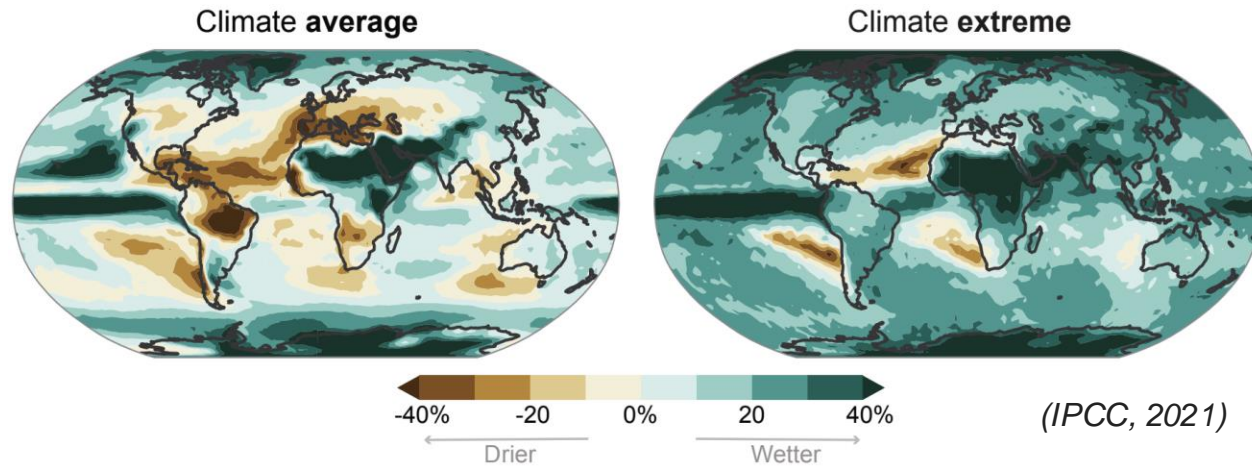 Climate average
Climate extreme
-40% -20 0% 20 40%
Drier Wetter
(IPCC, 2021)